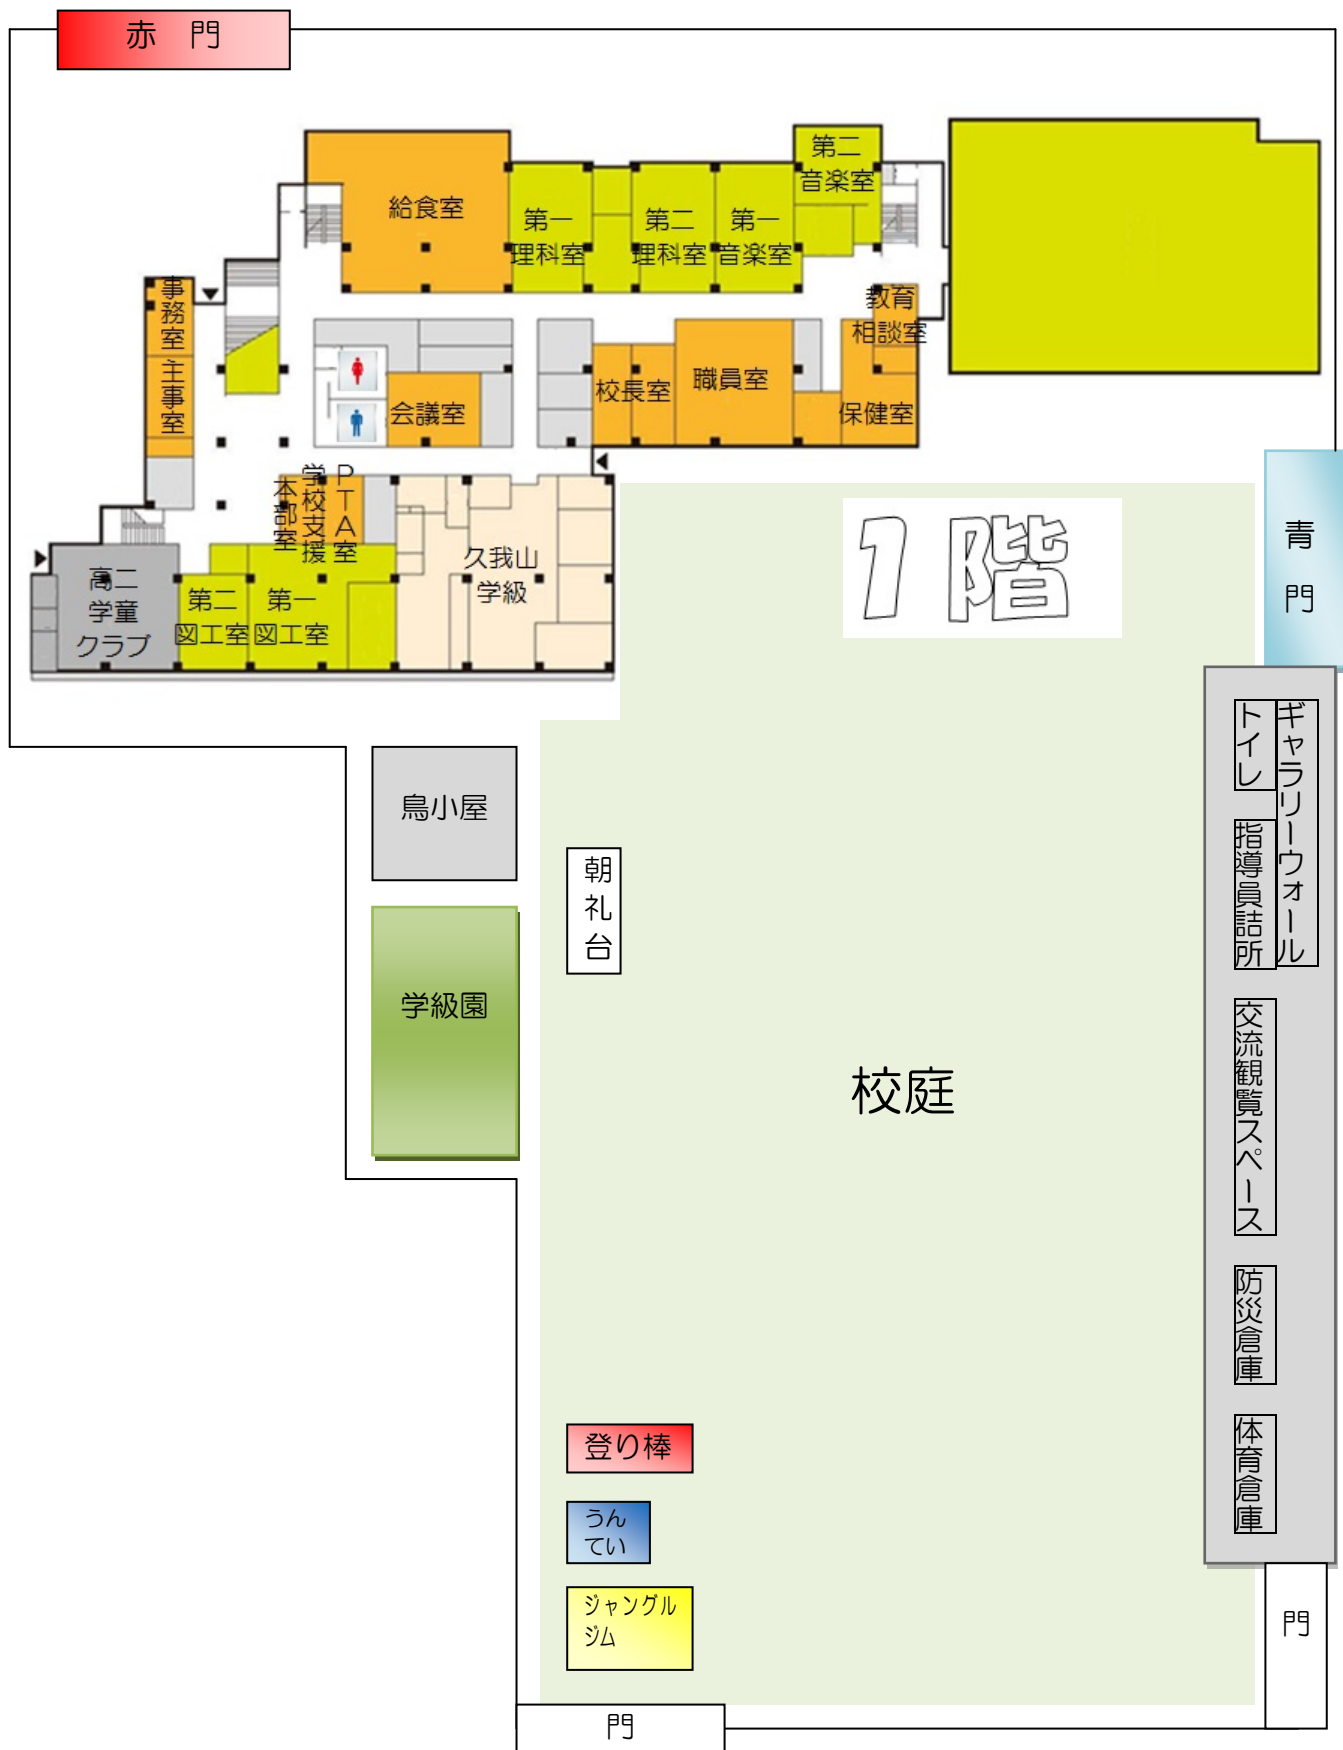 赤　門
給食室
第一
理科室
第二
理科室
第一
音楽室
第二
音楽室
事務室
主事室
会議室
校長室
職員室
教育
相談室
保健室
ＰＴＡ室
学校支援
本部室
高二
学童
クラブ
第二
図工室
第一
図工室
久我山
学級
1階
青
門
鳥小屋
学級園
朝礼台
校庭
ギャラリーウォール
トイレ
指導員詰所
交流観覧スペース
防災倉庫
体育倉庫
登り棒
うん
てい
ジャングル
ジム
門
門